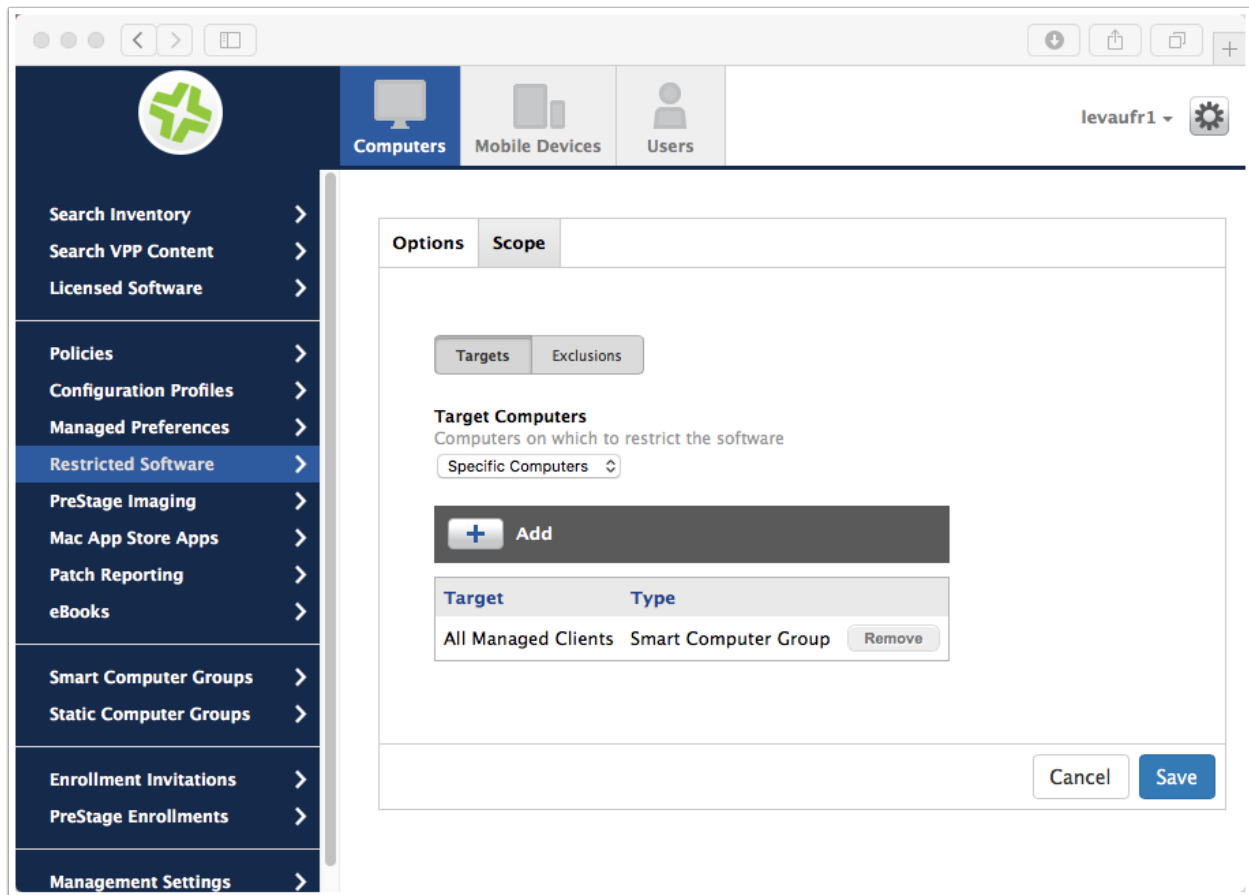 Computers
Mobile Devices
Users
levaufr1
Search Inventory
Search VPP Content
Licensed Software
Policies
Configuration Profiles
Managed Preferences
Restricted Software
PreStage Imaging
Mac App Store Apps
Patch Reporting
eBooks
Smart Computer Groups
Static Computer Groups
Enrollment Invitations
PreStage Enrollments
Management Settings
Options Scope
Targets Exclusions
Target Computers
Computers on which to restrict the software
Specific Computers
+ Add
Target Type
All Managed Clients Smart Computer Group Remove
Cancel Save